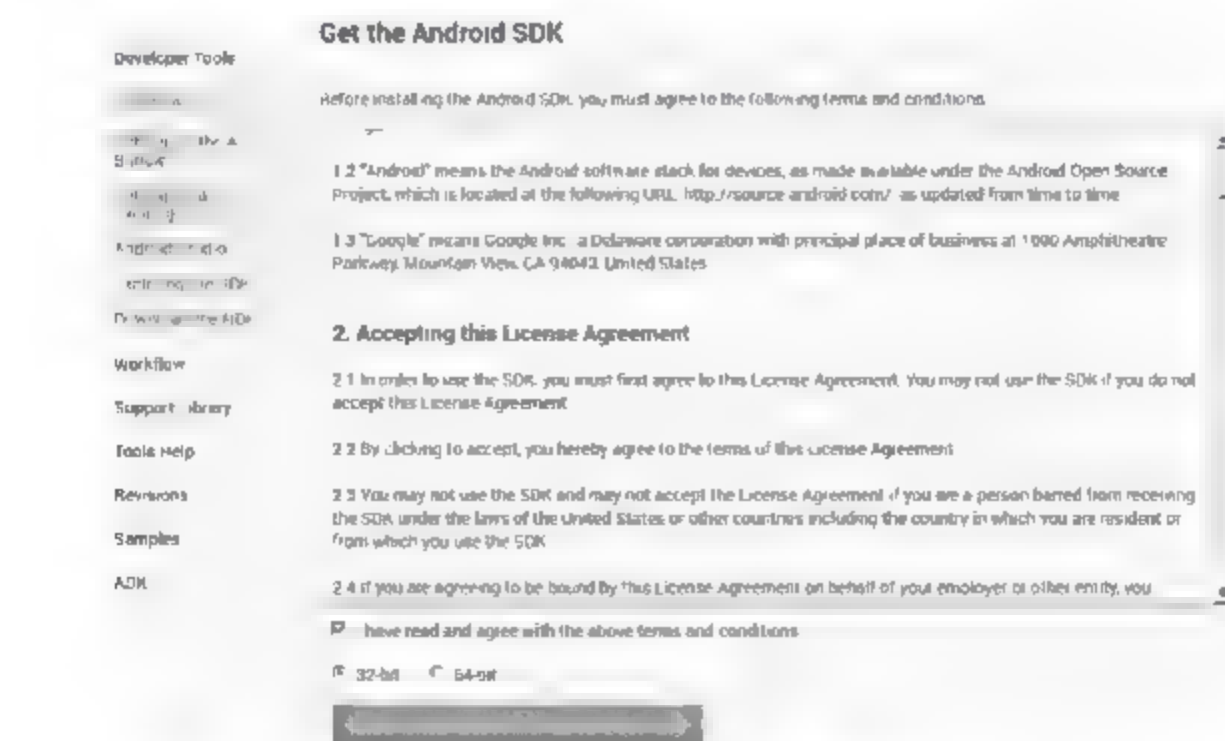 Get the Android SDK
Developer Tools
Before installing the Android SDK, you must agree to the following terms and conditions.
1.2 "Android" means the Android software stack for devices, as made available under the Android Open Source
Project, which is located at the following URL: http://source.android.com/, as updated from time to time.
1.3 "Google" means Google Inc., a Delaware corporation with principal place of business at 1600 Amphitheatre
Parkway, Mountain View, CA 94043, United States.
2. Accepting this License Agreement
Workflow
2.1 In order to use the SDK, you must first agree to this License Agreement. You may not use the SDK if you do not
accept this License Agreement.
Support Library
Tools Help
2.2 By clicking to accept, you hereby agree to the terms of this License Agreement.
Revisions
2.3 You may not use the SDK and may not accept the License Agreement if you are a person barred from receiving
the SDK under the laws of the United States or other countries including the country in which you are resident or
from which you use the SDK.
Samples
ADK
2.4 If you are agreeing to be bound by this License Agreement on behalf of your employer or other entity, you
have read and agree with the above terms and conditions
32-bit 64-bit